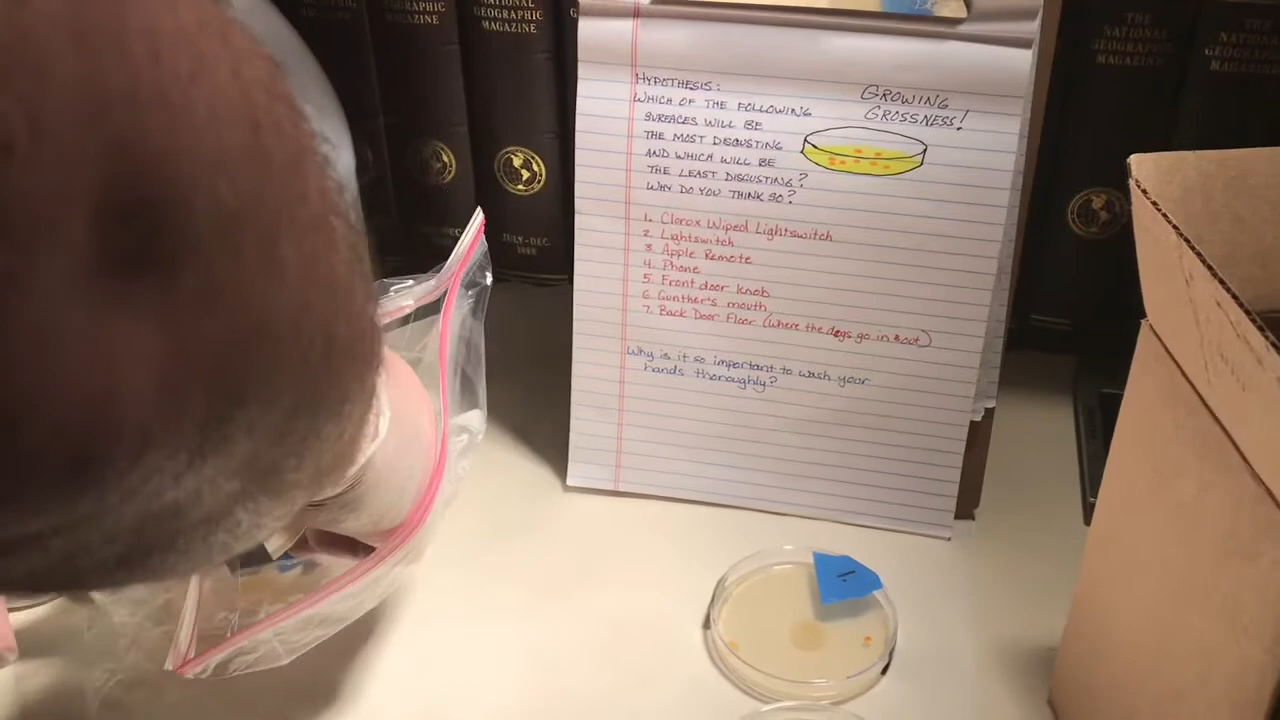 GEOGRAPHIC
MAGAZINE
NATIONAL
GEOGRAPHIC
MAGAZINE
JULY-DEC.
THE
NATIONAL
GEOGRAPHIC
MAGAZINE
THE
HYPOTHESIS:
WHICH OF THE FOLLOWING
SURFACES WILL BE
THE MOST DISGUSTING
AND WHICH WILL BE
THE LEAST DISGUSTING?
WHY DO YOU THINK SO?
GROWING
GROSSNESS!
1. Clorox Wiped Lightswitch
2. Lightswitch
3. Apple Remote
4. Phone
5. Front door knob
6. Gunther's mouth
7. Back Door Floor (where the dogs go in & out)
Why is it so important to wash your
hands thoroughly?
1